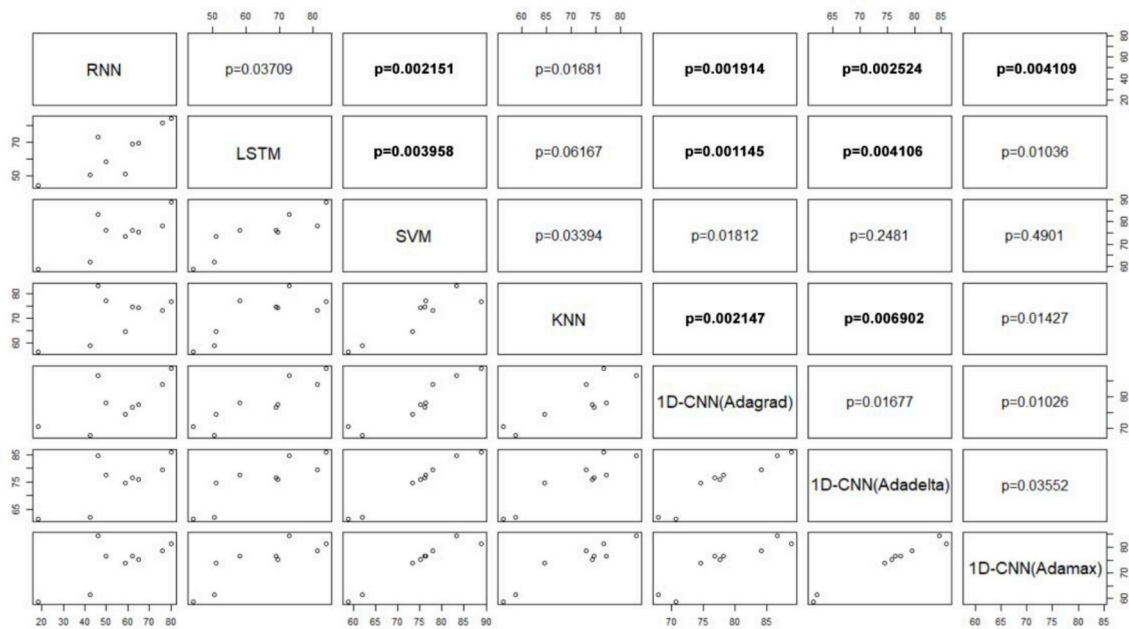 50 60 70 80
60 65 70 75 80
65 70 75 80 85
RNN p=0.03709 p=0.002151 p=0.01681 p=0.001914 p=0.002524 p=0.004109
20 40 60 80
50 70
LSTM p=0.003958 p=0.06167 p=0.001145 p=0.004106 p=0.01036
SVM p=0.03394 p=0.01812 p=0.2481 p=0.4901
60 70 80 90
60 70 80
KNN p=0.002147 p=0.006902 p=0.01427
1D-CNN(Adagrad) p=0.01677 p=0.01026
70 80
65 75 85
1D-CNN(Adadelta) p=0.03552
1D-CNN(Adamax)
60 70 80
20 30 40 50 60 70 80
60 65 70 75 80 85 90
70 75 80 85
60 65 70 75 80 85